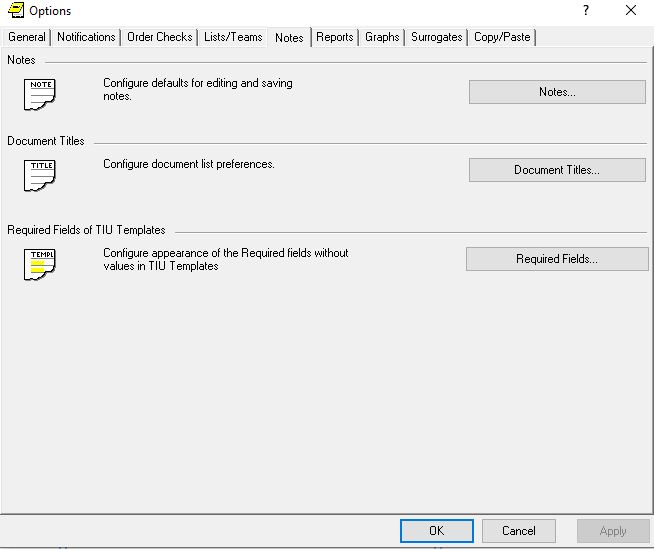 Options
?
General Notifications Order Checks Lists/Teams Notes Reports Graphs Surrogates Copy/Paste
Notes
NOTE
Configure defaults for editing and saving
notes.
Notes...
Document Titles
TITLE
Configure document list preferences.
Document Titles...
Required Fields of TIU Templates
TEMPL
Configure appearance of the Required fields without
values in TIU Templates
Required Fields...
OK Cancel Apply